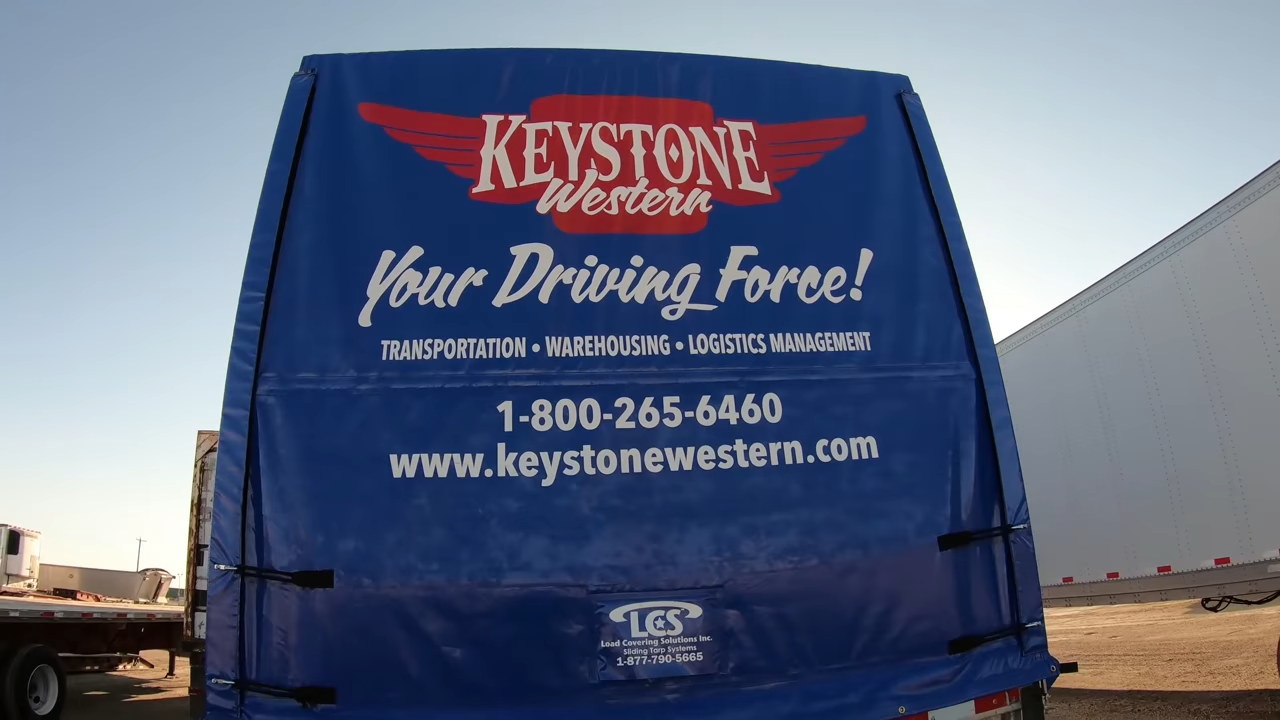 KEYSTONE
Western
Your Driving Force!
TRANSPORTATION • WAREHOUSING • LOGISTICS MANAGEMENT
1-800-265-6460
www.keystonewestern.com
LCS
Load Covering Solutions Inc.
Sliding Tarp Systems
1-877-790-5665